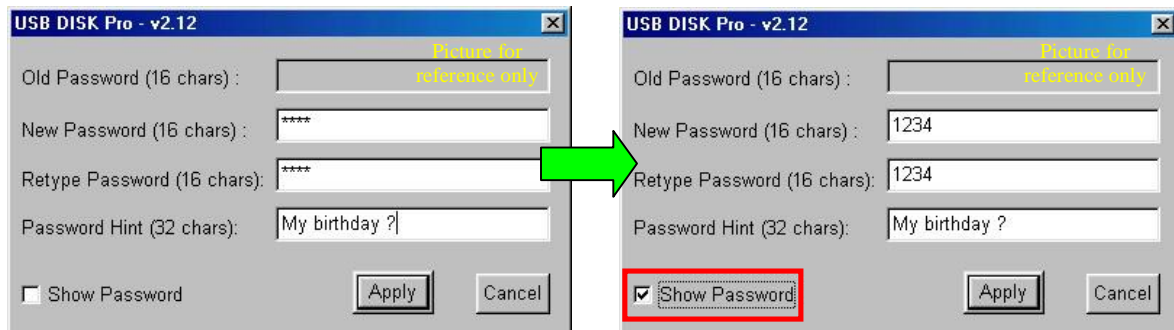 USB DISK Pro - v2.12
Picture for
reference only
Old Password (16 chars) :
New Password (16 chars) : ****
Retype Password (16 chars): ****
Password Hint (32 chars): My birthday ?
Show Password Apply Cancel
USB DISK Pro - v2.12
Picture for
reference only
Old Password (16 chars) :
New Password (16 chars) : 1234
Retype Password (16 chars): 1234
Password Hint (32 chars): My birthday ?
Show Password Apply Cancel